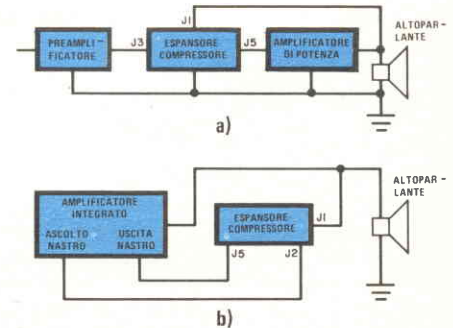 J1
ALTOPAR-
LANTE
PREAMPLI-
FICATORE
J3
ESPANSORE
COMPRESSORE
J5
AMPLIFICATORE
DI POTENZA
a)
AMPLIFICATORE
INTEGRATO
ASCOLTO
NASTRO
USCITA
NASTRO
ESPANSORE
COMPRESSORE
J1
J5
J2
ALTOPAR-
LANTE
b)